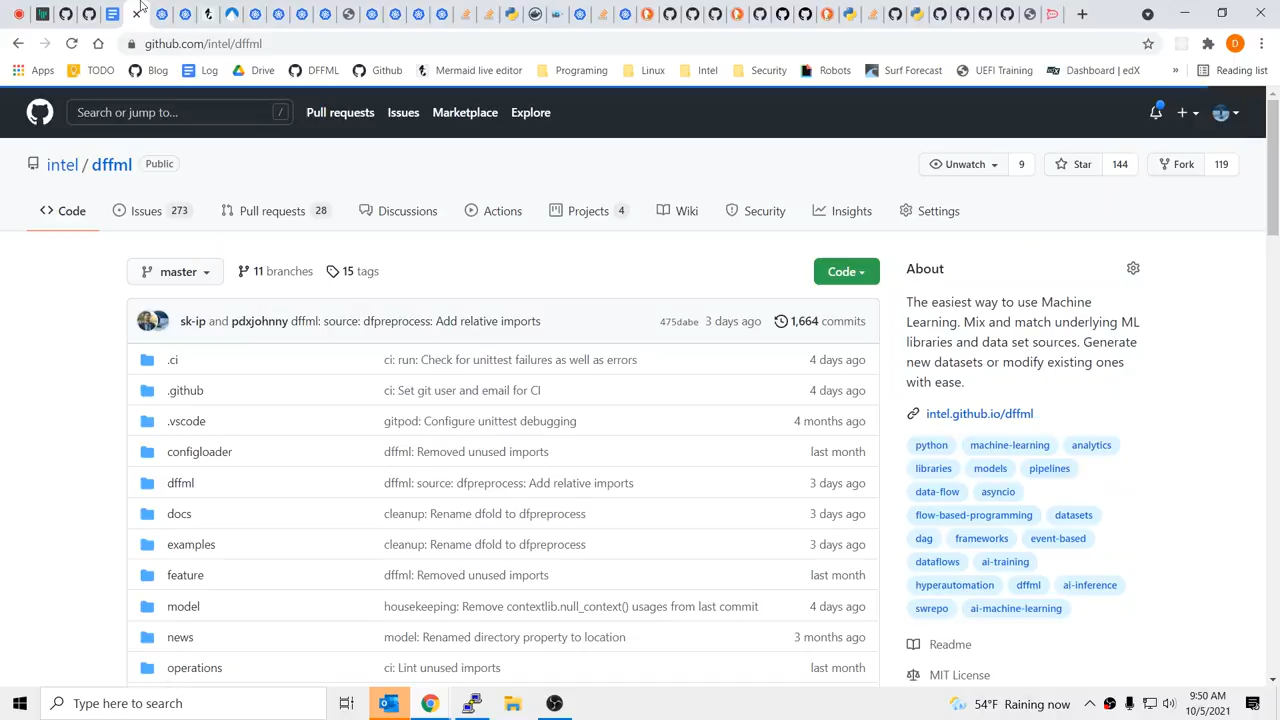 github.com/intel/dffml
Apps
TODO
Blog
Log
Drive
DFFML
Github
Mermaid live editor
Programing
Linux
Intel
Security
Robots
Surf Forecast
UEFI Training
Dashboard | edX
»
Reading list
Search or jump to...
/
Pull requests
Issues
Marketplace
Explore
intel / dffml
Public
Unwatch
9
Star
144
Fork
119
Code
Issues 273
Pull requests 28
Discussions
Actions
Projects 4
Wiki
Security
Insights
Settings
master
11 branches
15 tags
Code
About
The easiest way to use Machine
Learning. Mix and match underlying ML
libraries and data set sources. Generate
new datasets or modify existing ones
with ease.
intel.github.io/dffml
python machine-learning analytics
libraries models pipelines
data-flow asyncio
flow-based-programming datasets
dag frameworks event-based
dataflows ai-training
hyperautomation dffml ai-inference
swrepo ai-machine-learning
Readme
MIT License
sk-ip and pdxjohnny dffml: source: dfpreprocess: Add relative imports 475dabe 3 days ago 1,664 commits
.ci ci: run: Check for unittest failures as well as errors 4 days ago
.github ci: Set git user and email for CI 4 days ago
.vscode gitpod: Configure unittest debugging 4 months ago
configloader dffml: Removed unused imports last month
dffml dffml: source: dfpreprocess: Add relative imports 3 days ago
docs cleanup: Rename dfold to dfpreprocess 3 days ago
examples cleanup: Rename dfold to dfpreprocess 3 days ago
feature dffml: Removed unused imports last month
model housekeeping: Remove contextlib.null_context() usages from last commit 4 days ago
news model: Renamed directory property to location 3 months ago
operations ci: Lint unused imports last month
Type here to search
54°F Raining now
9:50 AM
10/5/2021